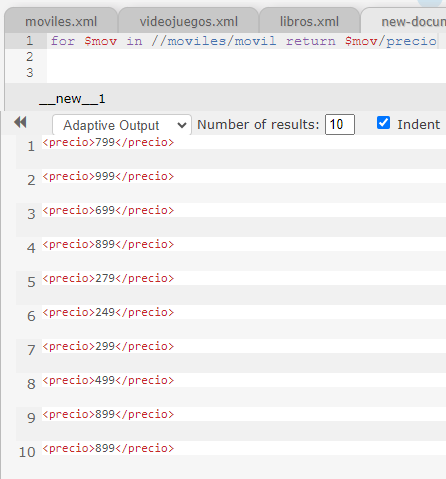 moviles.xml videojuegos.xml libros.xml new-docum
1 for $mov in //moviles/movil return $mov/precio
2
3
__new__1
Adaptive Output Number of results: 10 Indent
1 <precio>799</precio>
2 <precio>999</precio>
3 <precio>699</precio>
4 <precio>899</precio>
5 <precio>279</precio>
6 <precio>249</precio>
7 <precio>299</precio>
8 <precio>499</precio>
9 <precio>899</precio>
10 <precio>899</precio>